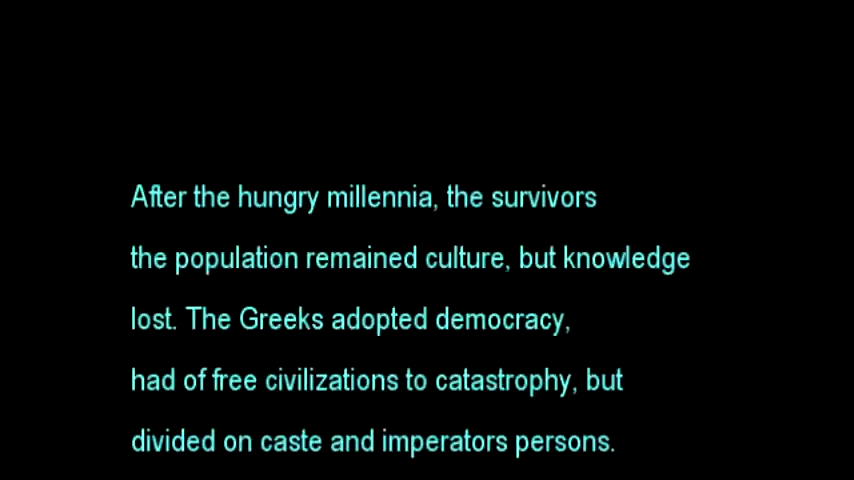 After the hungry millennia, the survivors
the population remained culture, but knowledge
lost. The Greeks adopted democracy,
had of free civilizations to catastrophy, but
divided on caste and imperators persons.